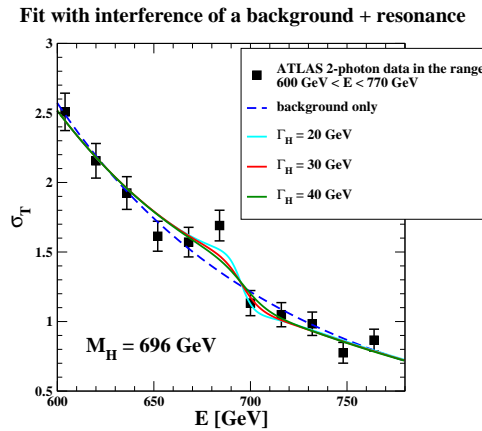 Fit with interference of a background + resonance
ATLAS 2-photon data in the range
600 GeV < E < 770 GeV
background only
Γ_H = 20 GeV
Γ_H = 30 GeV
Γ_H = 40 GeV
3
2.5
2
1.5
1
0.5
σ_T
M_H = 696 GeV
600
650
700
750
E [GeV]